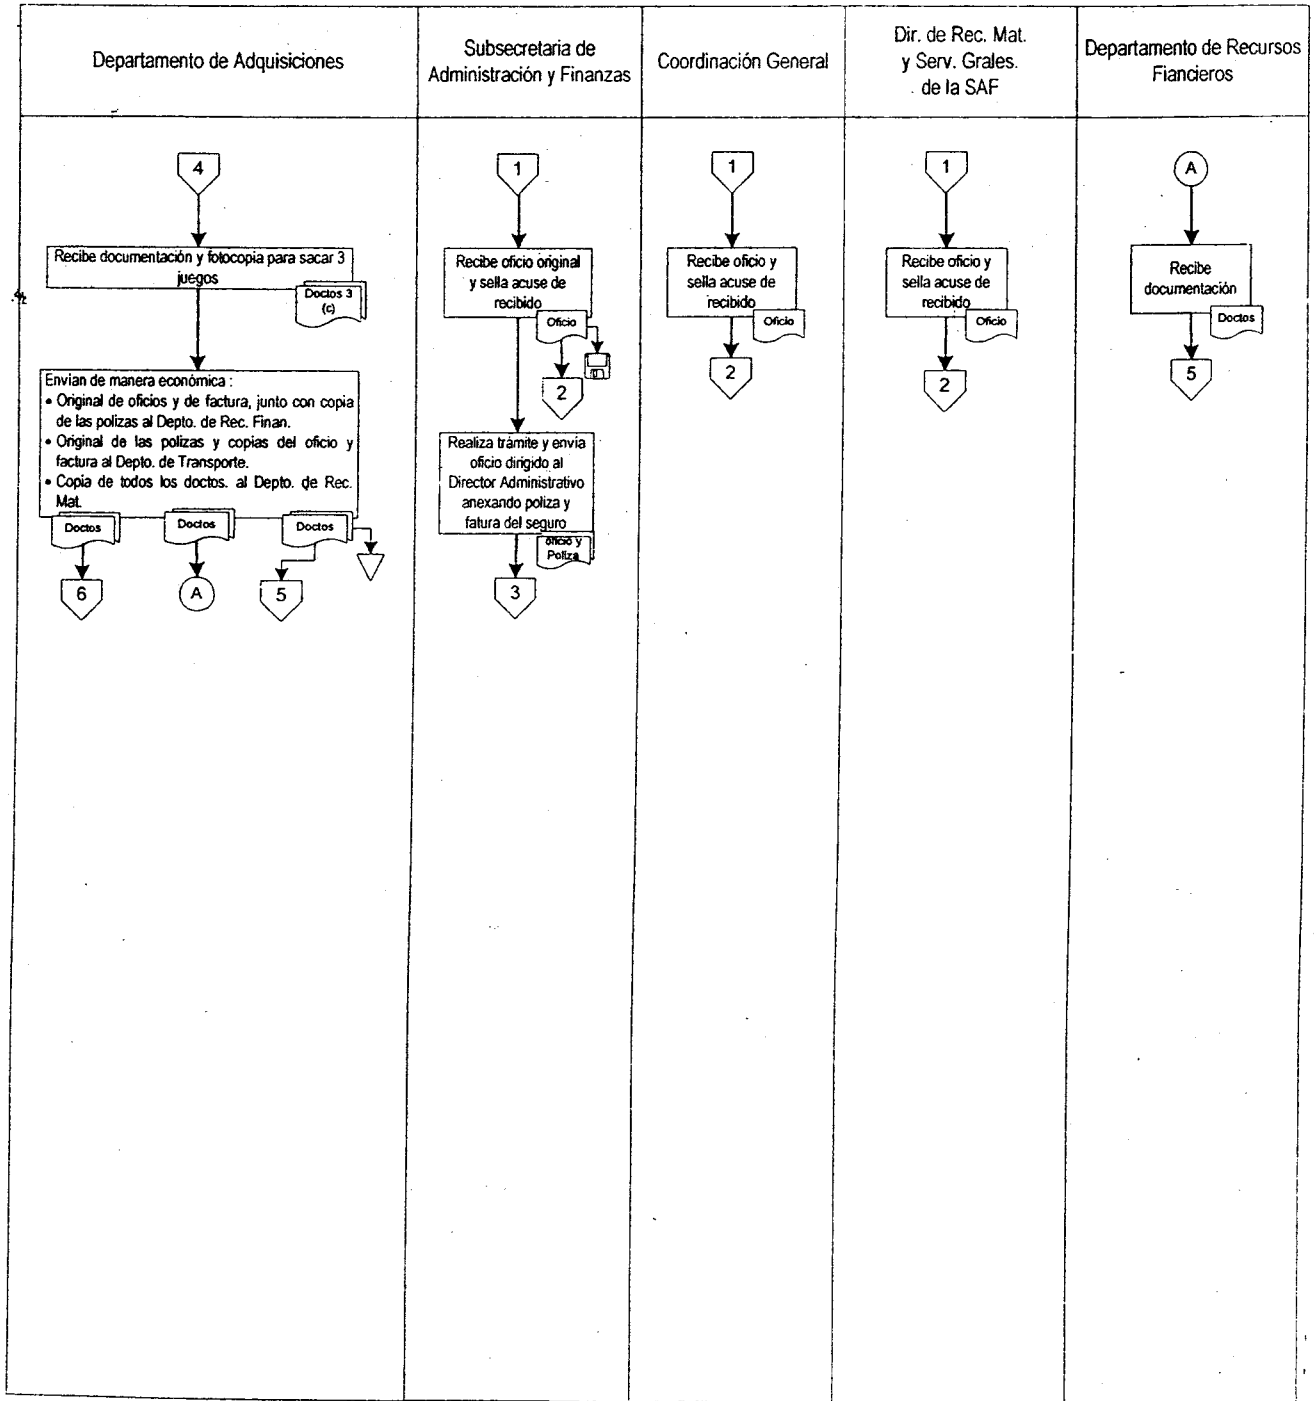 Departamento de Adquisiciones
Subsecretaria de
Administración y Finanzas
Coordinación General
Dir. de Rec. Mat.
y Serv. Grales.
de la SAF
Departamento de Recursos
Fiancieros
4
Recibe documentación y fotocopia para sacar 3
juegos
Doctos 3
(c)
Envian de manera económica :
• Original de oficios y de factura, junto con copia
de las polizas al Depto. de Rec. Finan.
• Original de las polizas y copias del oficio y
factura al Depto. de Transporte.
• Copia de todos los doctos. al Depto. de Rec.
Mat.
Doctos
Doctos
Doctos
6
A
5
1
Recibe oficio original
y sella acuse de
recibido
Oficio
2
Realiza trámite y envía
oficio dirigido al
Director Administrativo
anexando poliza y
fatura del seguro
oficio y
Poliza
3
1
Recibe oficio y
sella acuse de
recibido
Oficio
2
1
Recibe oficio y
sella acuse de
recibido
Oficio
2
A
Recibe
documentación
Doctos
5